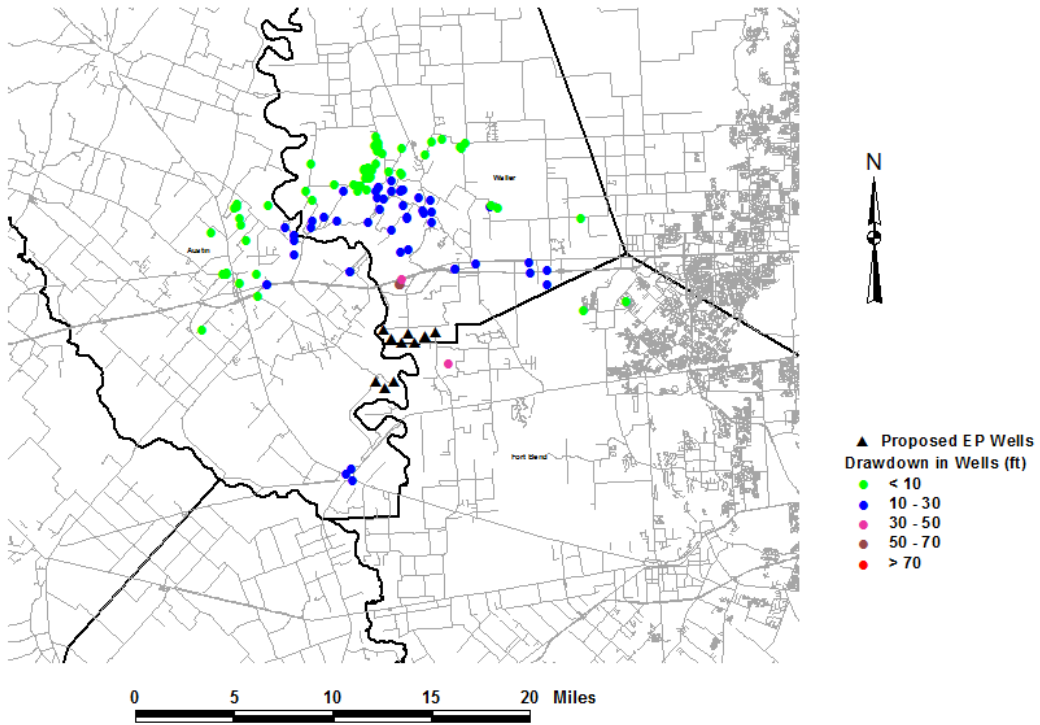 N
Waller
Austin
Fort Bend
Proposed EP Wells
Drawdown in Wells (ft)
< 10
10 - 30
30 - 50
50 - 70
> 70
0 5 10 15 20 Miles